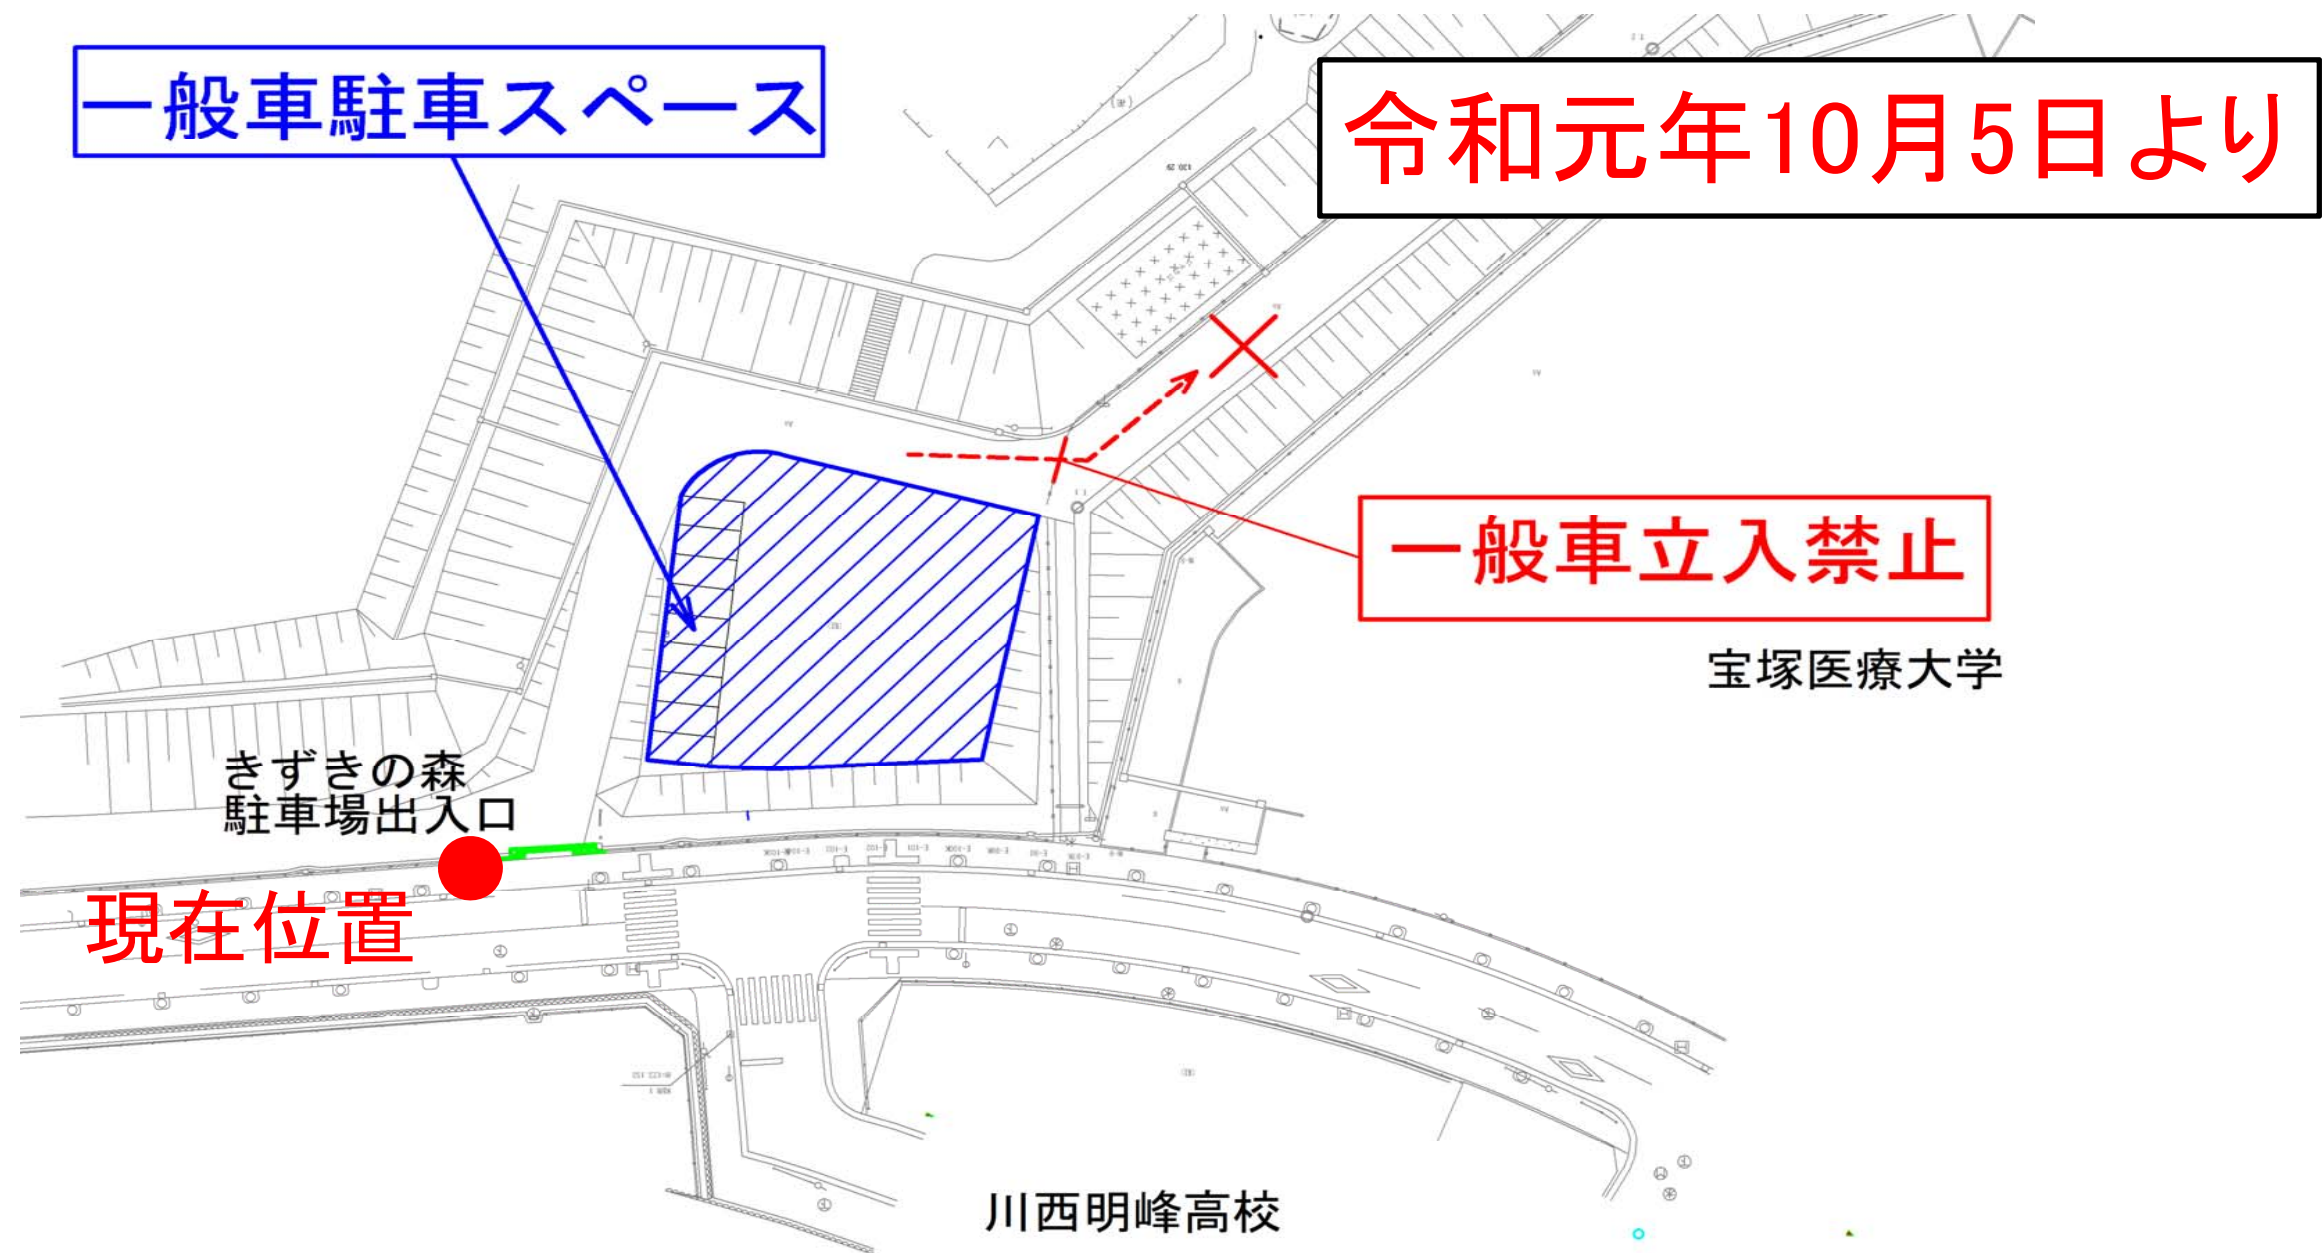 一般車駐車スペース
令和元年10月5日より
一般車立入禁止
宝塚医療大学
きずきの森
駐車場出入口
現在位置
川西明峰高校